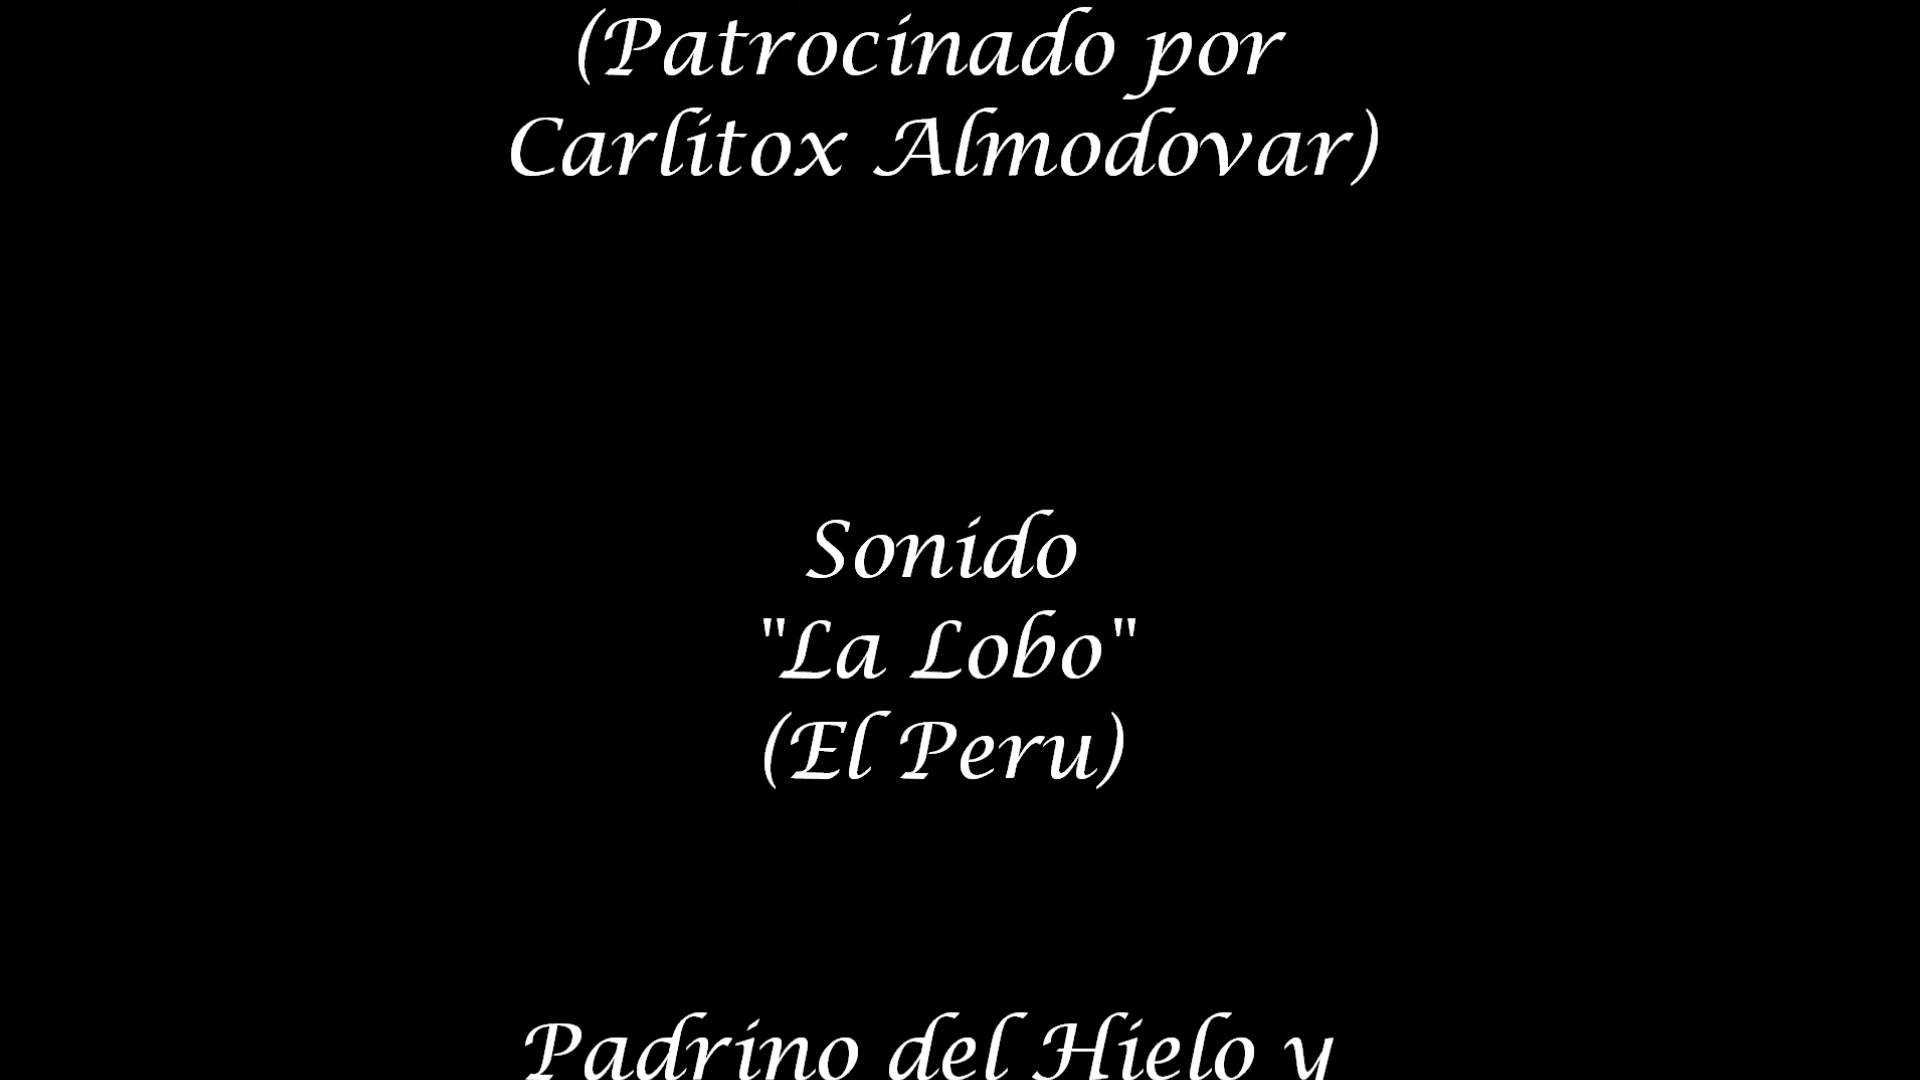 (Patrocinado por
Carlitox Almodovar)
Sonido
"La Lobo"
(El Peru)
Padrino del Hielo y